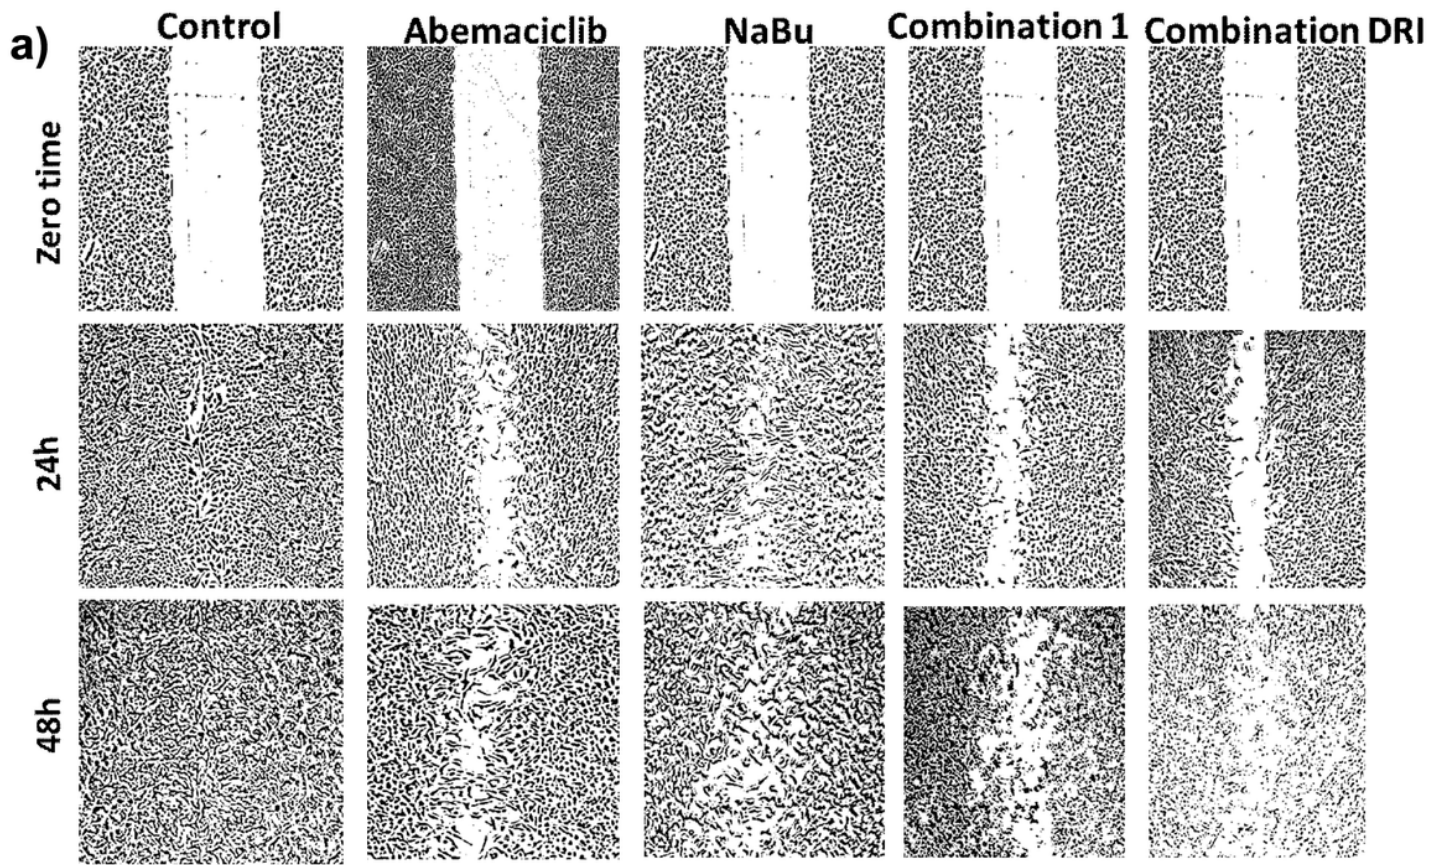 a)
Control Abemaciclib NaBu Combination 1 Combination DRI
Zero time
24h
48h